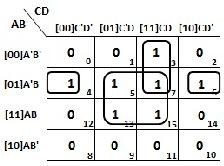 CD
AB
[00]C'D' [01]C'D [11]CD [10]CD'
[00]A'B' 0 0 1 0
0 1 3 2
[01]A'B 1 1 1 1
4 5 7 6
[11]AB 0 1 1 0
12 13 15 14
[10]AB' 0 0 0 0
8 9 11 10